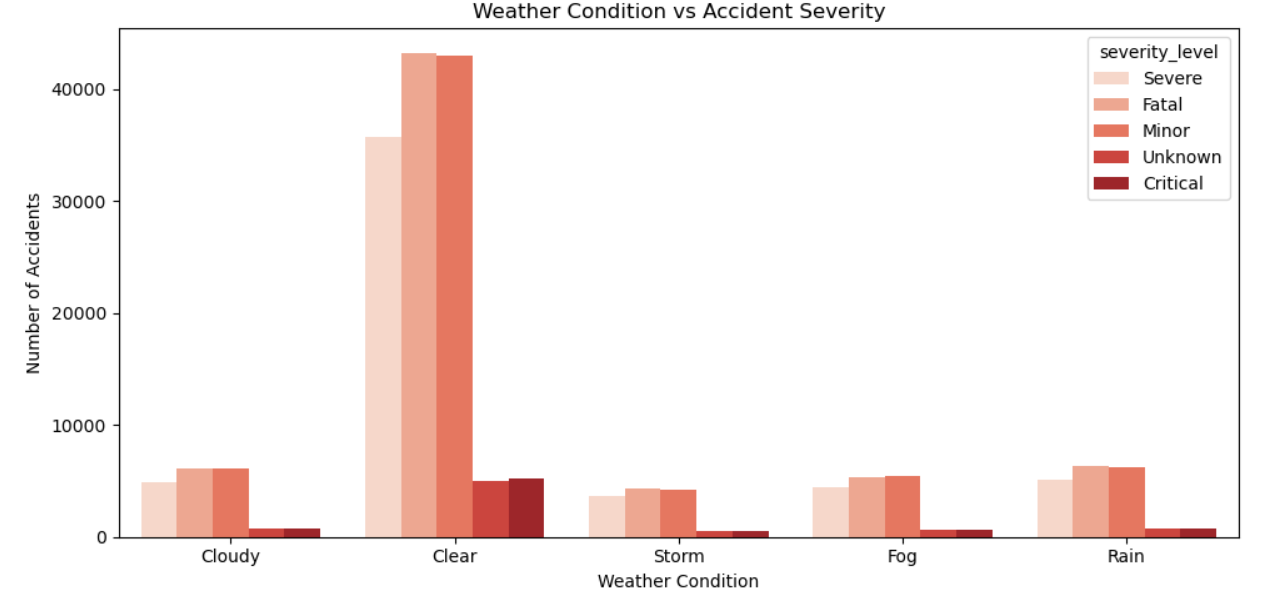 Weather Condition vs Accident Severity
severity_level
Severe
Fatal
Minor
Unknown
Critical
Number of Accidents
40000
30000
20000
10000
0
Cloudy Clear Storm Fog Rain
Weather Condition